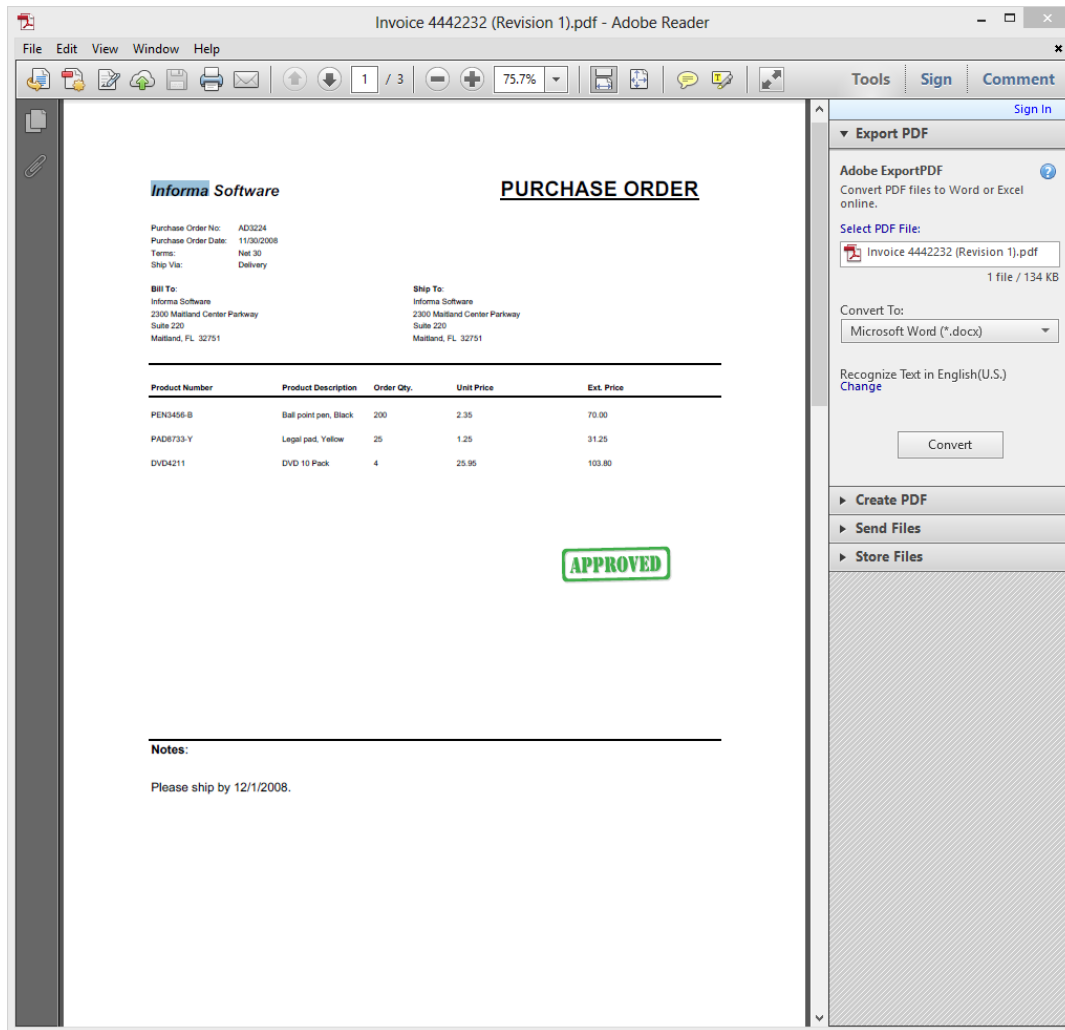 Invoice 4442232 (Revision 1).pdf - Adobe Reader
File Edit View Window Help
1 / 3 75.7% Tools Sign Comment
Sign In
Export PDF
Adobe ExportPDF
Convert PDF files to Word or Excel
online.
Select PDF File:
Invoice 4442232 (Revision 1).pdf
1 file / 134 KB
Convert To:
Microsoft Word (*.docx)
Recognize Text in English(U.S.)
Change
Convert
Create PDF
Send Files
Store Files
Informa Software PURCHASE ORDER
Purchase Order No: AD3224
Purchase Order Date: 11/30/2008
Terms: Net 30
Ship Via: Delivery
Bill To: Ship To:
Informa Software Informa Software
2300 Maitland Center Parkway 2300 Maitland Center Parkway
Suite 220 Suite 220
Maitland, FL 32751 Maitland, FL 32751
Product Number Product Description Order Qty. Unit Price Ext. Price
PEN3456-B Ball point pen, Black 200 2.35 70.00
PAD8733-Y Legal pad, Yellow 25 1.25 31.25
DVD4211 DVD 10 Pack 4 25.95 103.80
APPROVED
Notes:
Please ship by 12/1/2008.